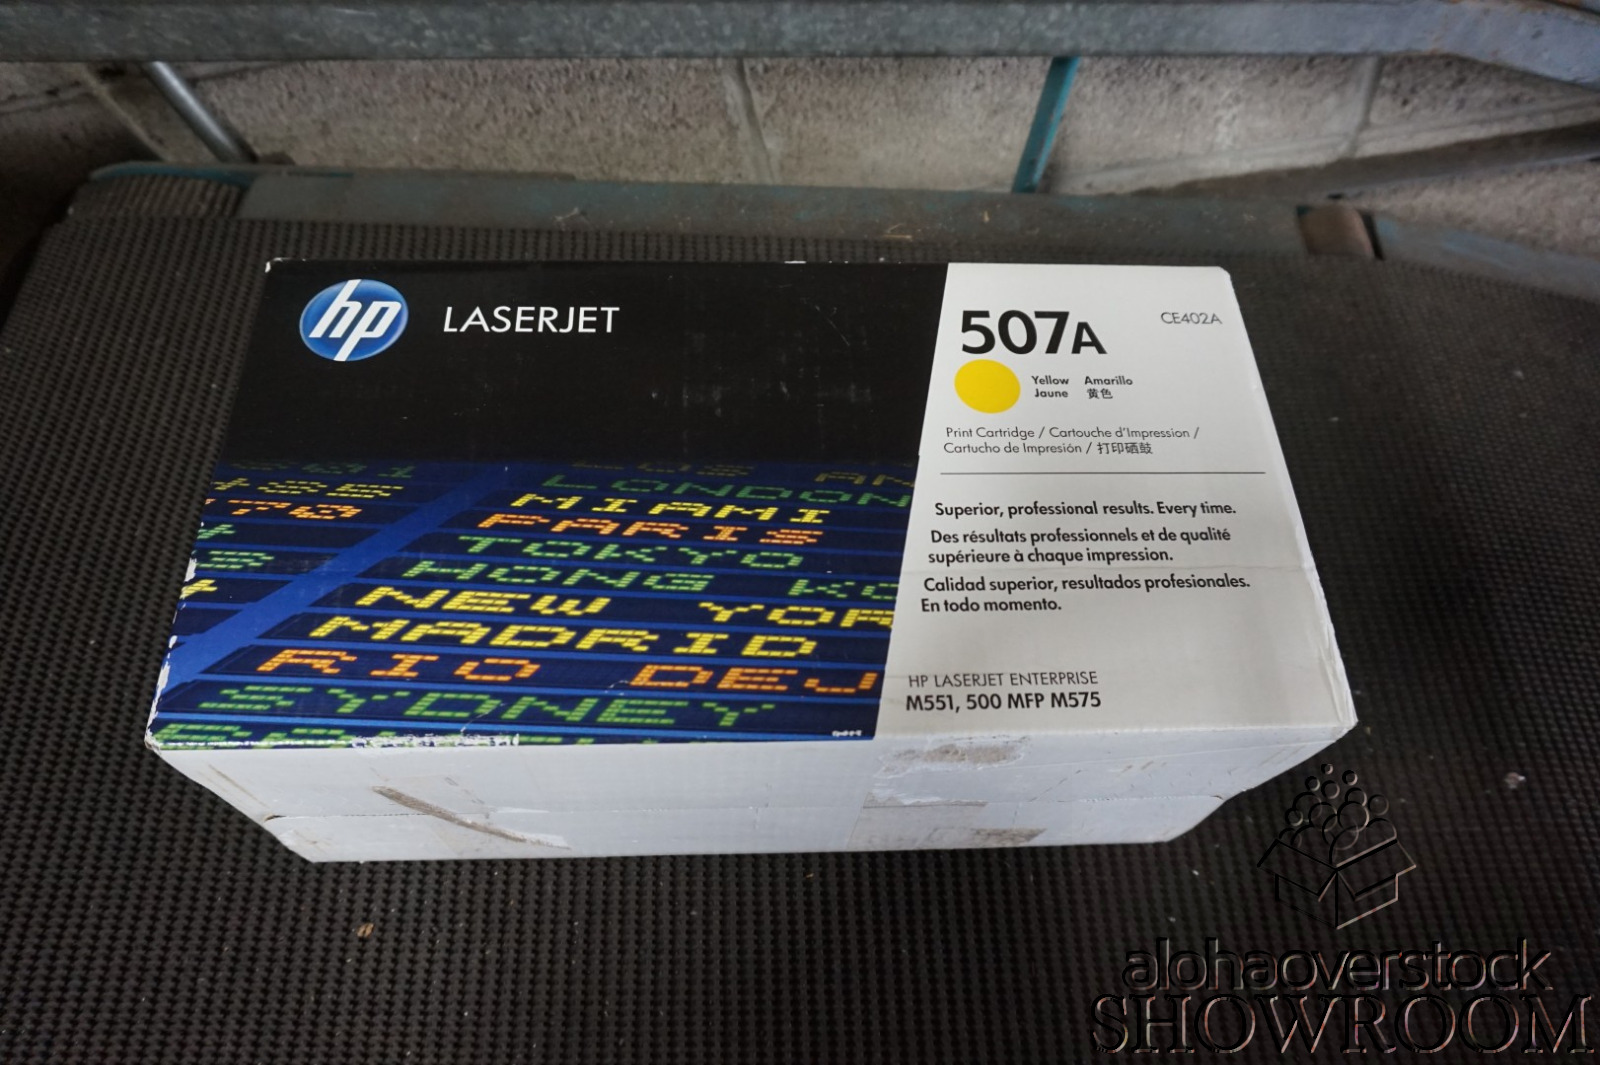 hp
LASERJET
507A
CE402A
Yellow Amarillo
Jaune 黄色
Print Cartridge / Cartouche d'Impression /
Cartucho de Impresión / 打印硒鼓
Superior, professional results. Every time.
Des résultats professionnels et de qualité
supérieure à chaque impression.
Calidad superior, resultados profesionales.
En todo momento.
HP LASERJET ENTERPRISE
M551, 500 MFP M575
LONDON
MIAMI
PARIS
TOKYO
HONG KO
NEW YOR
MADRID
RIO DEJ
SYDNEY
alohaoverstock
SHOWROOM